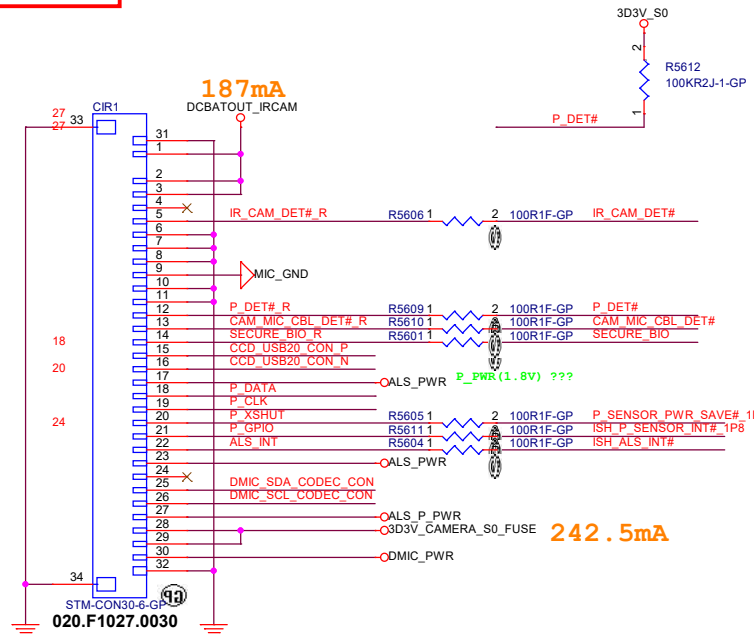 3D3V_S0
2
R5612
100KR2J-1-GP
1
P_DET#
187mA
DCBATOUT_IRCAM
CIR1
27
27
33
31
1
2
3
4
5
IR_CAM_DET#_R
R5606 1
2 100R1F-GP
IR_CAM_DET#
6
7
8
9
MIC_GND
10
11
12
P_DET#_R
R5609 1
2 100R1F-GP
P_DET#
13
CAM_MIC_CBL_DET#_R
R5610 1
100R1F-GP
CAM_MIC_CBL_DET#
18
14
SECURE_BIO_R
R5601 1
100R1F-GP
SECURE_BIO
15
CCD_USB20_CON_P
20
16
CCD_USB20_CON_N
17
ALS_PWR
P_PWR(1.8V) ???
18
P_DATA
19
P_CLK
24
20
P_XSHUT
R5605 1
2 100R1F-GP
P_SENSOR_PWR_SAVE#_1
21
P_GPIO
R5611 1
100R1F-GP
ISH_P_SENSOR_INT#_1P8
22
ALS_INT
R5604 1
100R1F-GP
ISH_ALS_INT#
23
ALS_PWR
24
25
DMIC_SDA_CODEC_CON
26
DMIC_SCL_CODEC_CON
27
ALS_P_PWR
28
3D3V_CAMERA_S0_FUSE
242.5mA
29
30
DMIC_PWR
32
34
STM-CON30-6-GP
GP
020.F1027.0030